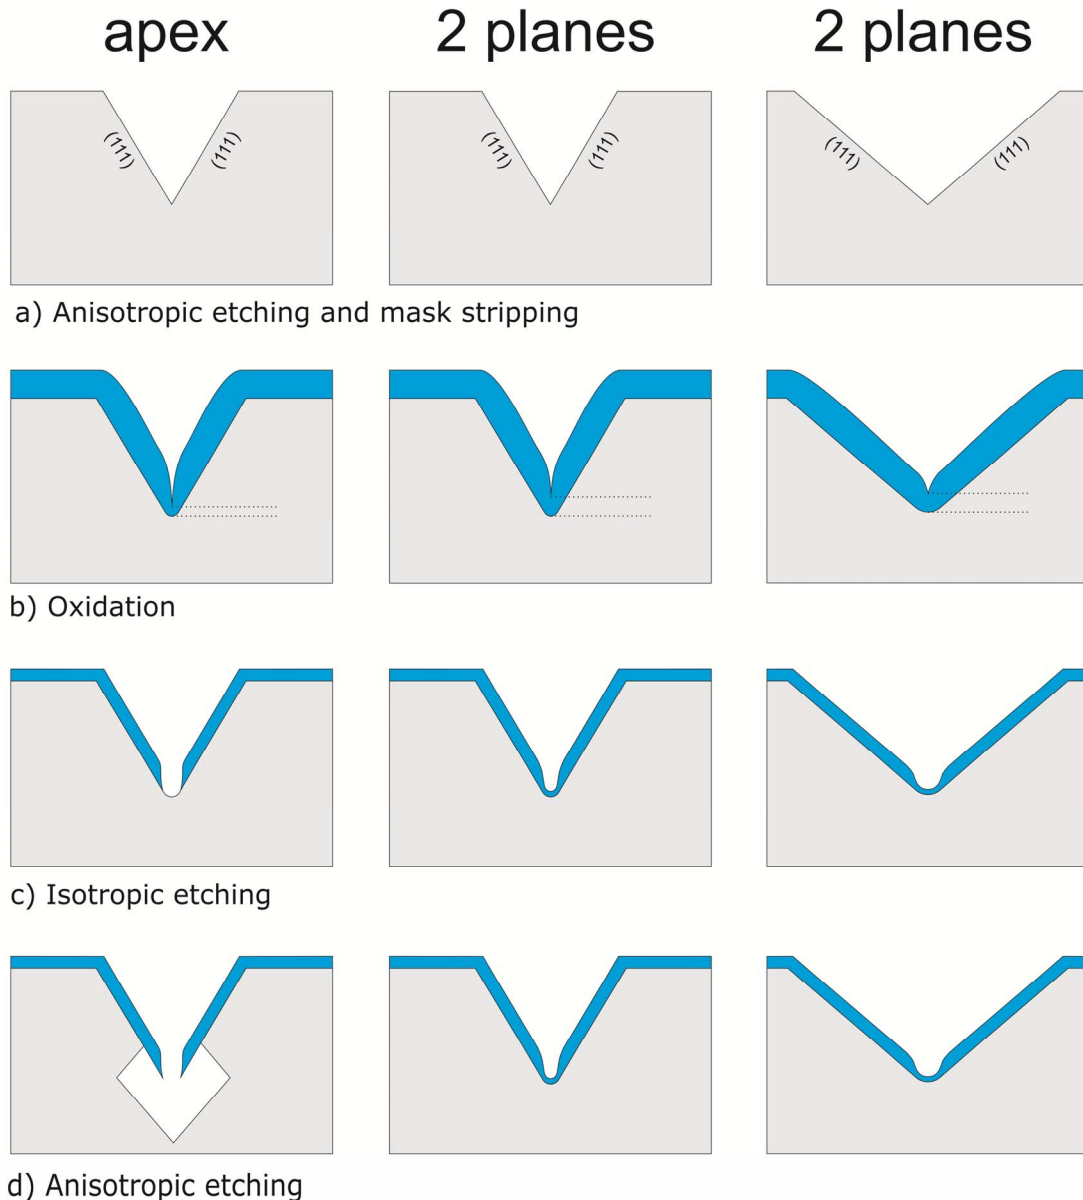 apex 2 planes 2 planes
(111) (111) (111) (111) (111) (111)
a) Anisotropic etching and mask stripping
b) Oxidation
c) Isotropic etching
d) Anisotropic etching